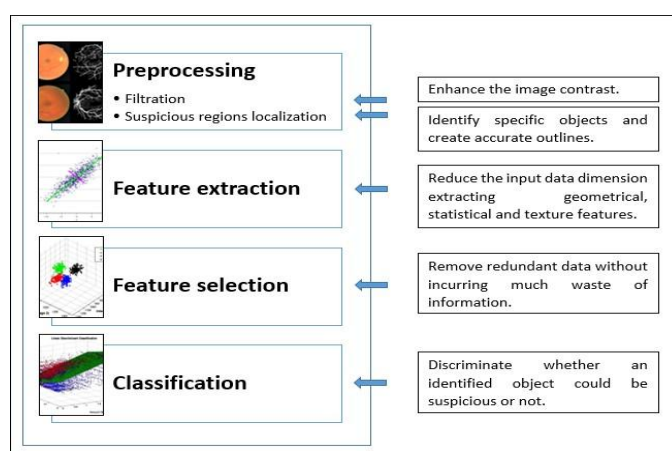 Preprocessing
• Filtration
• Suspicious regions localization
Enhance the image contrast.
Identify specific objects and
create accurate outlines.
Feature extraction
Reduce the input data dimension
extracting geometrical,
statistical and texture features.
Feature selection
Remove redundant data without
incurring much waste of
information.
Classification
Discriminate whether an
identified object could be
suspicious or not.